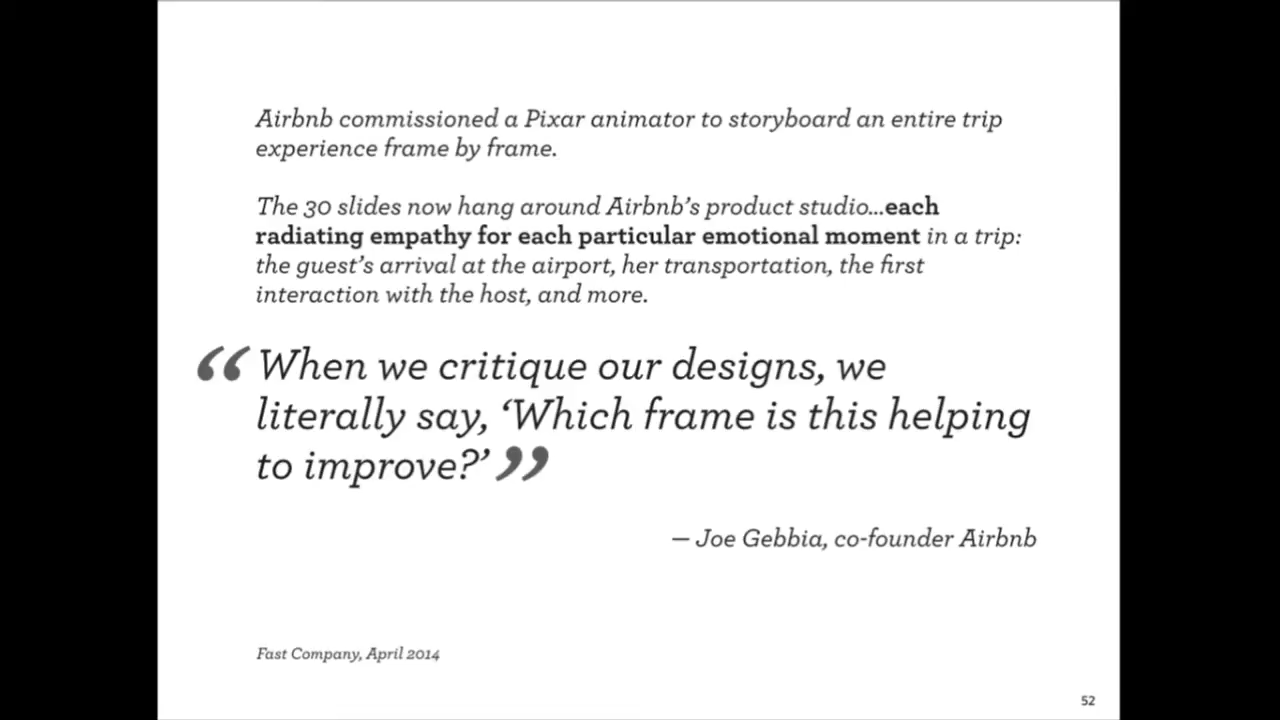 Airbnb commissioned a Pixar animator to storyboard an entire trip
experience frame by frame.
The 30 slides now hang around Airbnb’s product studio...each
radiating empathy for each particular emotional moment in a trip:
the guest’s arrival at the airport, her transportation, the first
interaction with the host, and more.
“When we critique our designs, we
literally say, ‘Which frame is this helping
to improve?’”
— Joe Gebbia, co-founder Airbnb
Fast Company, April 2014
52